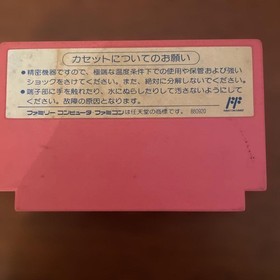 カセットについてのお願い
●精密機器ですので、極端な温度条件下での使用や保管および強い
ショックをさけてください。また、絶対に分解しないでください。
●端子部に手を触れたり、水にぬらしたりして汚さないようにして
ください。故障の原因となります。
ファミリーコンピュータ・ファミコンは任天堂の商標です。